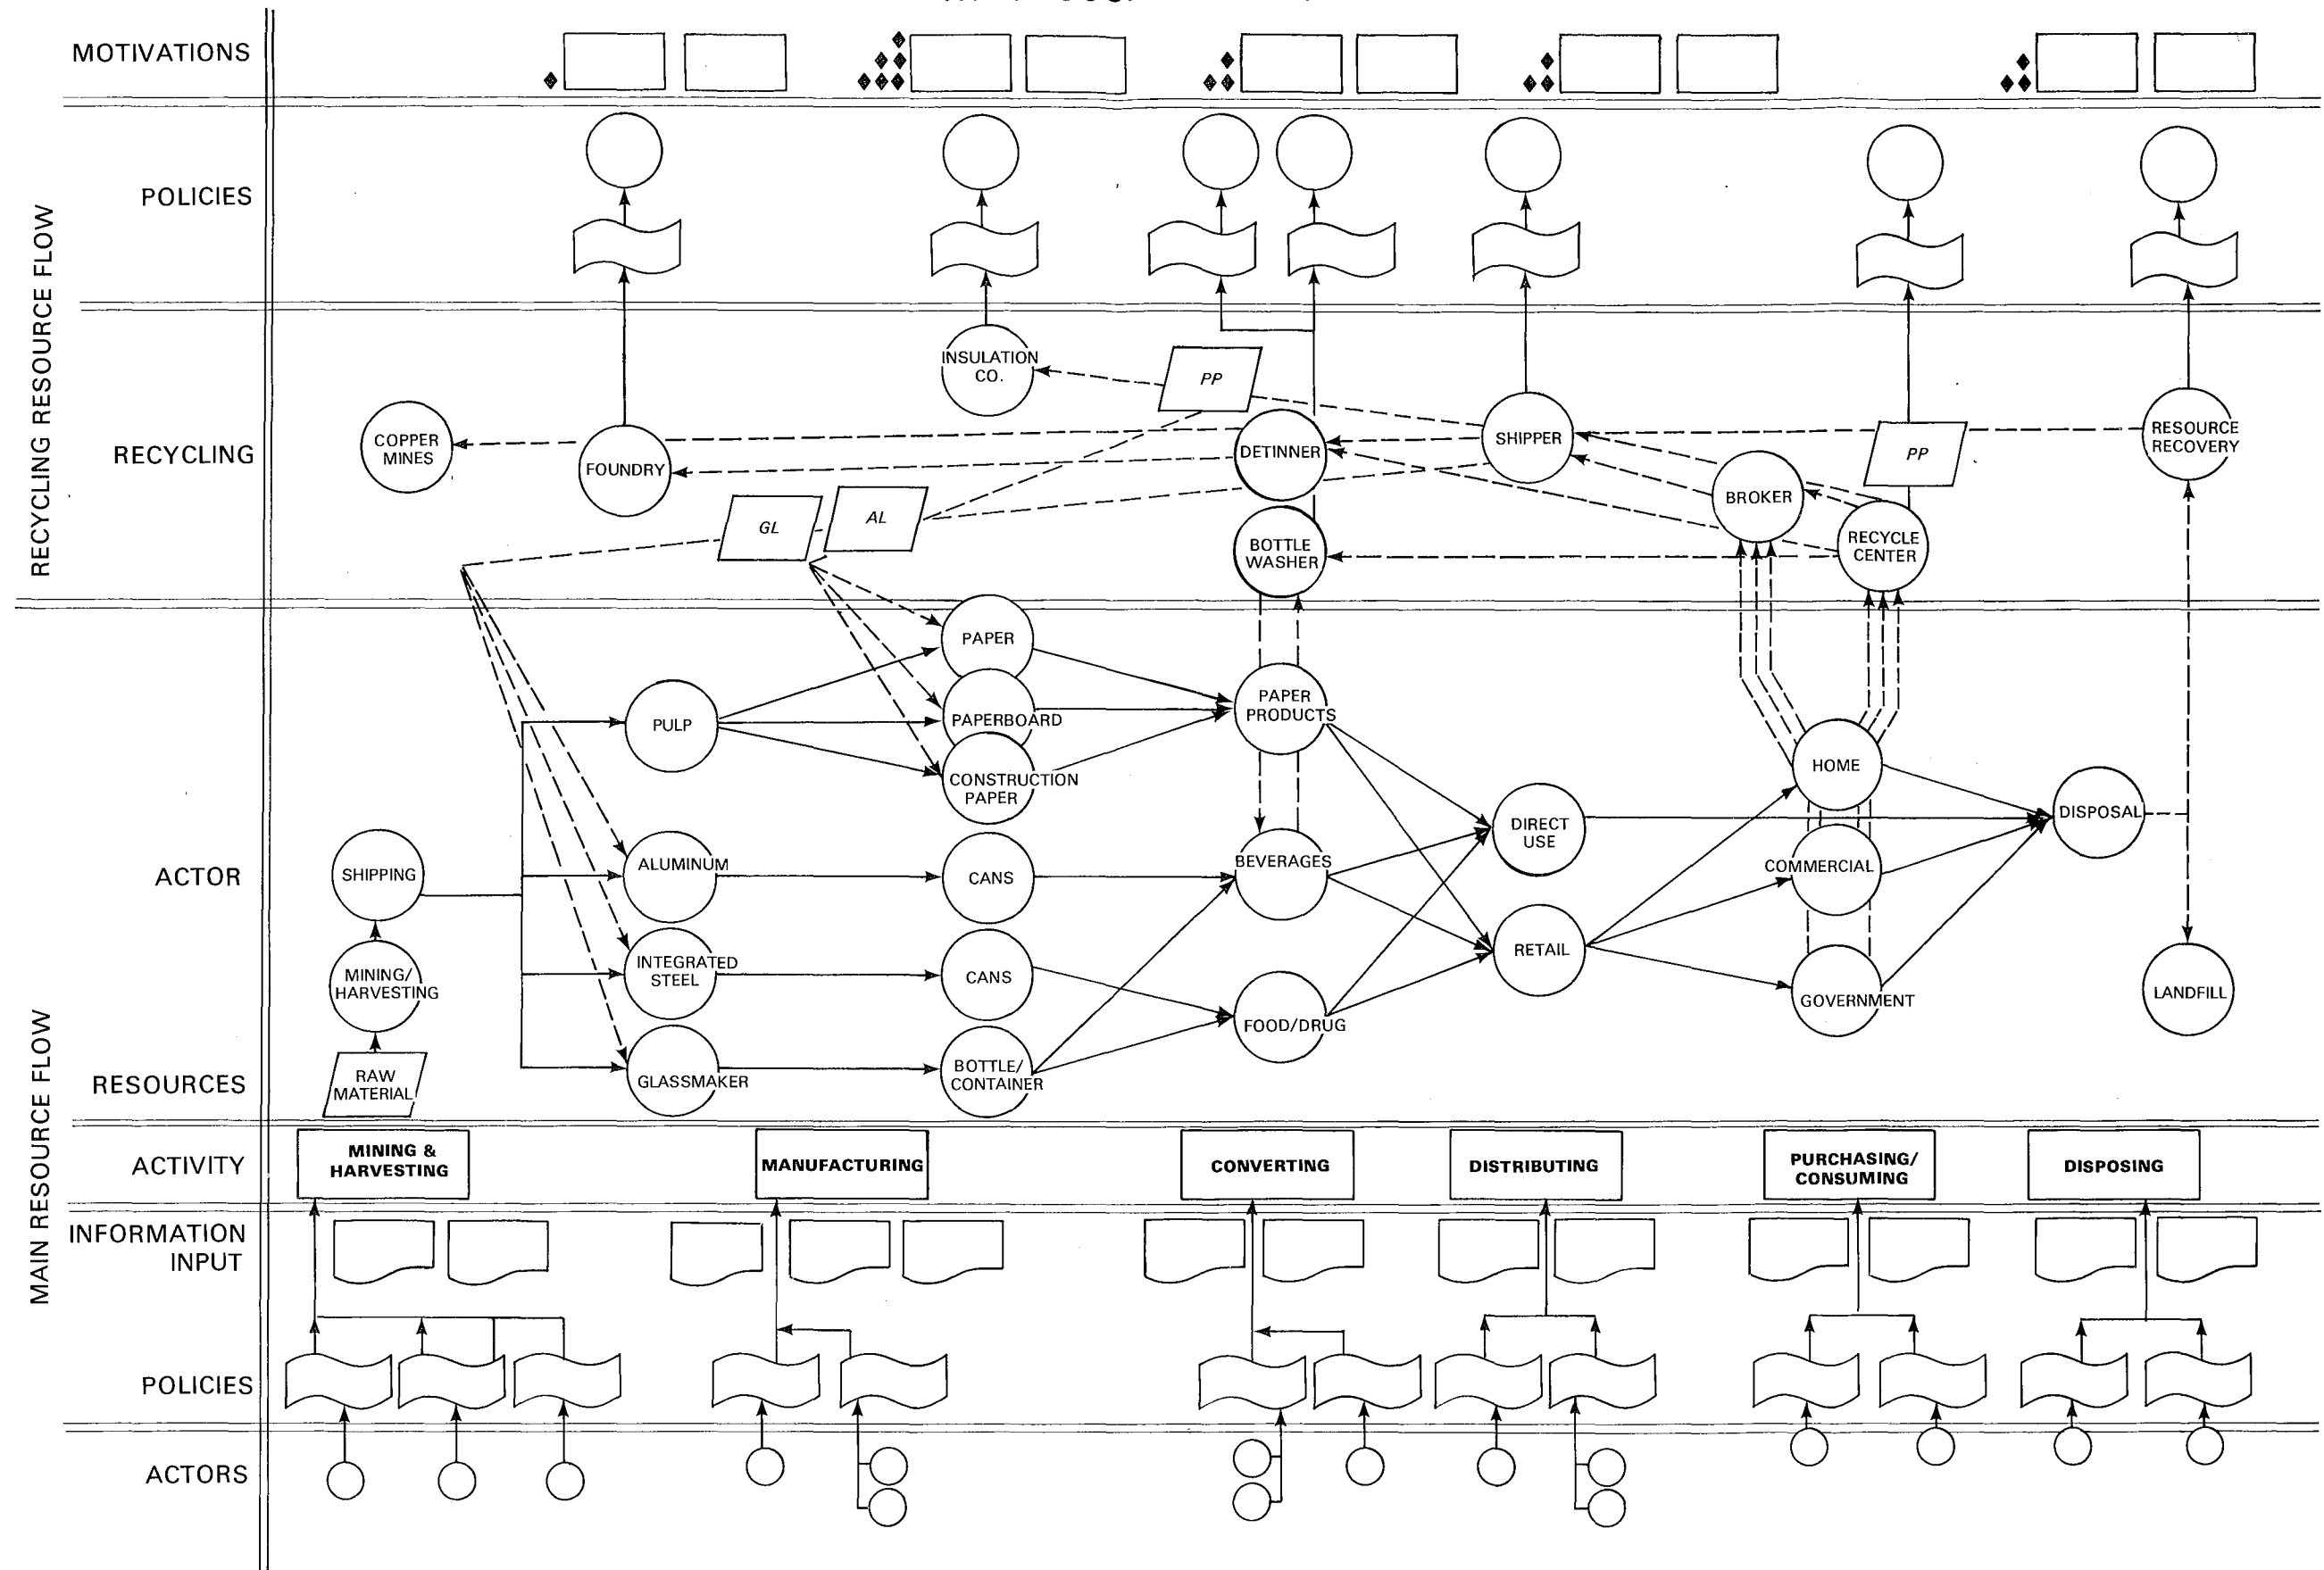 MOTIVATIONS
POLICIES
RECYCLING RESOURCE FLOW
RECYCLING
INSULATION
CO.
PP
COPPER
MINES
FOUNDRY
DETINNER
SHIPPER
PP
RESOURCE
RECOVERY
BROKER
GL
AL
BOTTLE
WASHER
RECYCLE
CENTER
MAIN RESOURCE FLOW
ACTOR
PAPER
PULP
PAPERBOARD
CONSTRUCTION
PAPER
PAPER
PRODUCTS
HOME
DIRECT
USE
DISPOSAL
SHIPPING
ALUMINUM
CANS
BEVERAGES
COMMERCIAL
RETAIL
MINING/
HARVESTING
INTEGRATED
STEEL
CANS
FOOD/DRUG
GOVERNMENT
LANDFILL
RESOURCES
RAW
MATERIAL
GLASSMAKER
BOTTLE/
CONTAINER
ACTIVITY
MINING &
HARVESTING
MANUFACTURING
CONVERTING
DISTRIBUTING
PURCHASING/
CONSUMING
DISPOSING
INFORMATION
INPUT
POLICIES
ACTORS